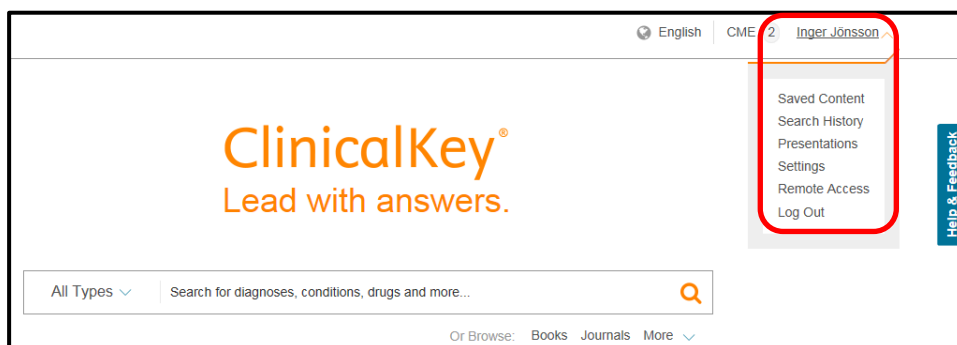 English CME 2 Inger Jönsson
Saved Content
Search History
Presentations
Settings
Remote Access
Log Out
ClinicalKey®
Lead with answers.
Help & Feedback
All Types Search for diagnoses, conditions, drugs and more...
Or Browse: Books Journals More